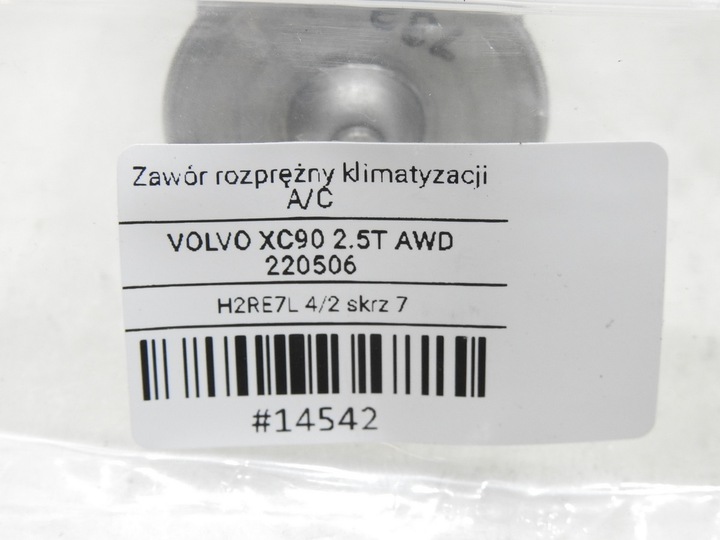 Zawór rozprężny klimatyzacji
A/C
VOLVO XC90 2.5T AWD
220506
H2RE7L 4/2 skrz 7
#14542